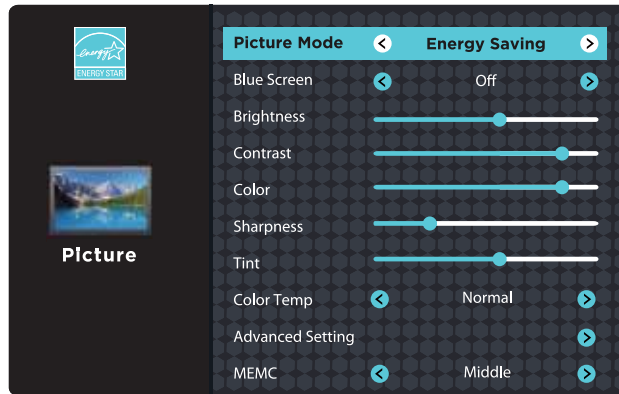 energy
ENERGY STAR
Picture
Picture Mode Energy Saving
Blue Screen Off
Brightness
Contrast
Color
Sharpness
Tint
Color Temp Normal
Advanced Setting
MEMC Middle